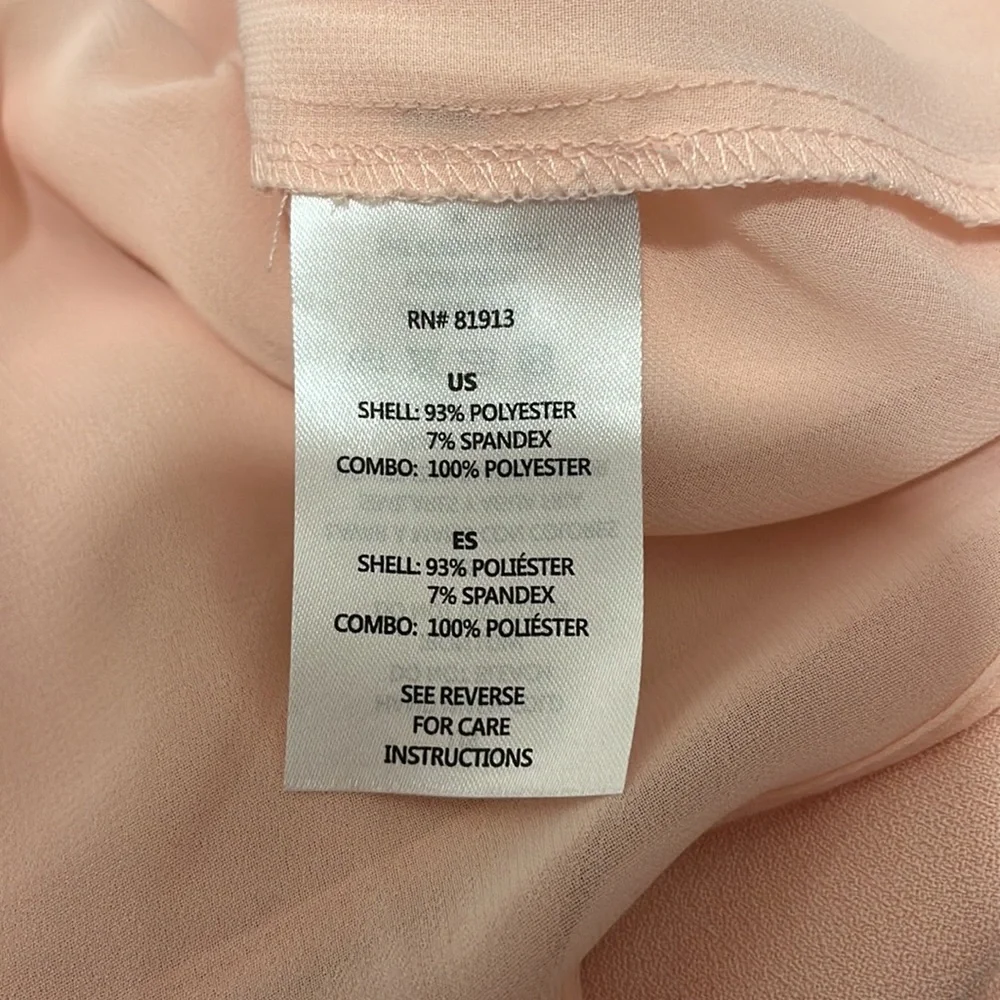 RN# 81913
US
SHELL: 93% POLYESTER
7% SPANDEX
COMBO: 100% POLYESTER
ES
SHELL: 93% POLIÉSTER
7% SPANDEX
COMBO: 100% POLIÉSTER
SEE REVERSE
FOR CARE
INSTRUCTIONS